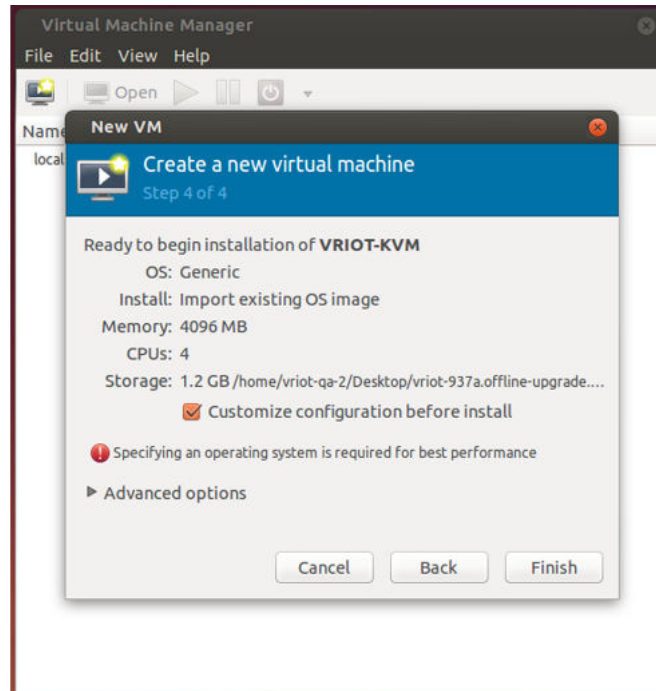 Virtual Machine Manager
File Edit View Help
Open
Name
local
New VM
Create a new virtual machine
Step 4 of 4
Ready to begin installation of VRIOT-KVM
OS: Generic
Install: Import existing OS image
Memory: 4096 MB
CPUs: 4
Storage: 1.2 GB /home/vriot-qa-2/Desktop/vriot-937a.offline-upgrade....
Customize configuration before install
Specifying an operating system is required for best performance
Advanced options
Cancel Back Finish